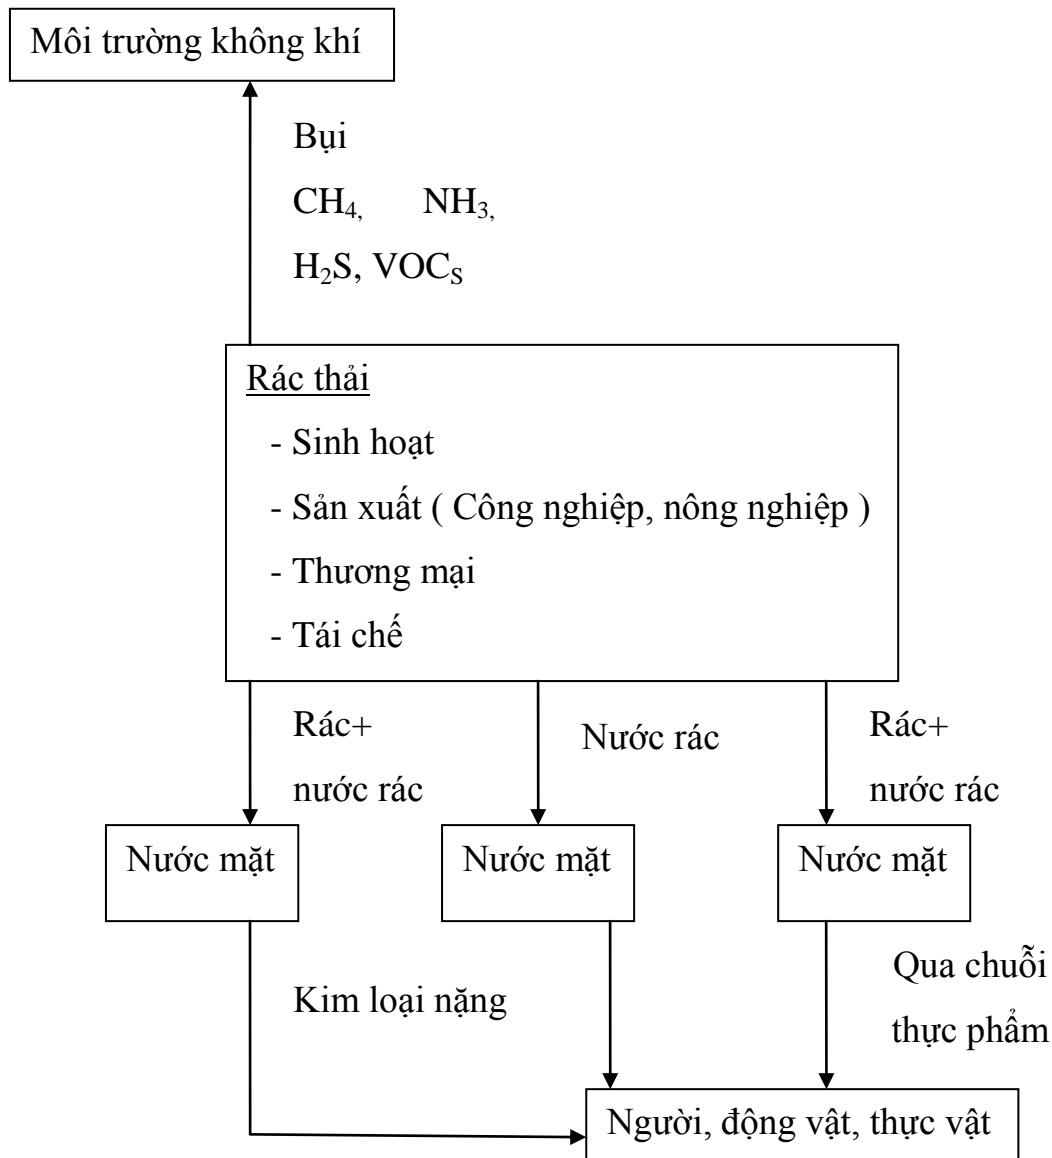 Môi trường không khí
Bụi
CH₄, NH₃,
H₂S, VOCS
Rác thải
- Sinh hoạt
- Sản xuất ( Công nghiệp, nông nghiệp )
- Thương mại
- Tái chế
Rác+
nước rác
Nước rác
Rác+
nước rác
Nước mặt
Nước mặt
Nước mặt
Kim loại nặng
Qua chuỗi
thực phẩm
Người, động vật, thực vật